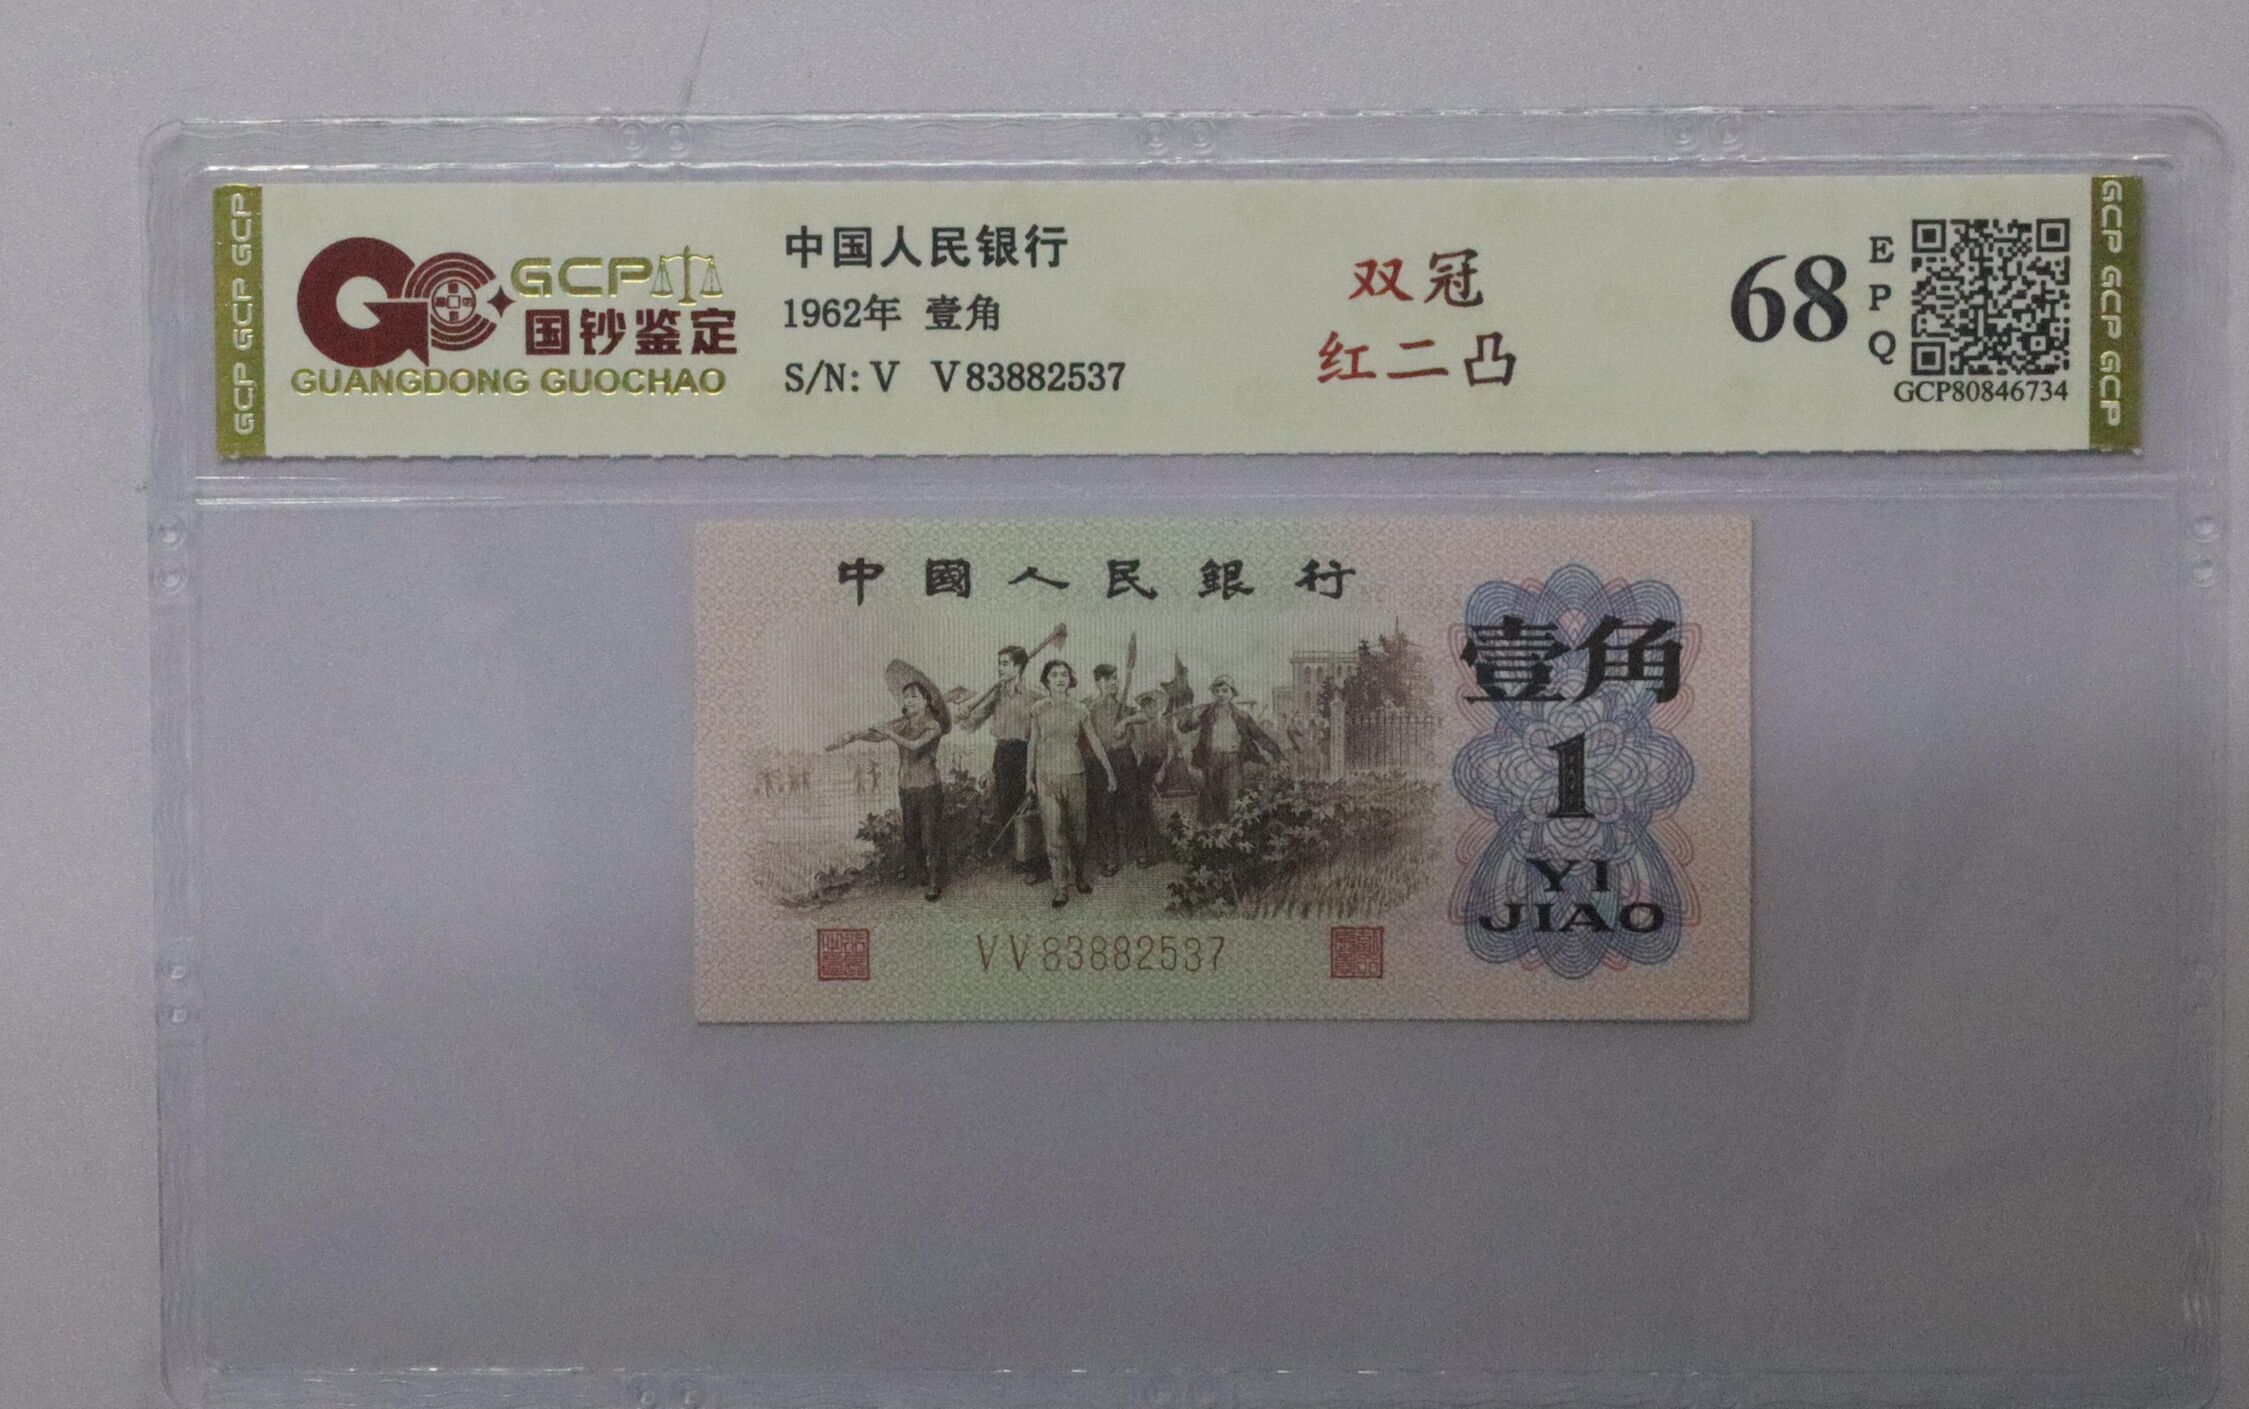 GCP GCP GCP
GCP
国钞鉴定
GUANGDONG GUOCHAO
中国人民银行
1962年 壹角
S/N: V V83882537
双冠
红二凸
68
E
P
Q
GCP80846734
GCP GCP GCP
中國人民銀行
壹角
1
YI
JIAO
VV83882537